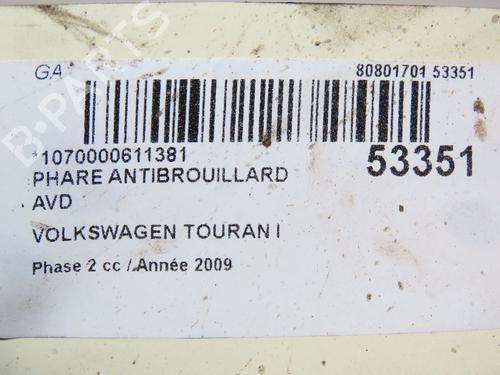 GA
80801701 53351
*1070000611381
53351
PHARE ANTIBROUILLARD
AVD
VOLKSWAGEN TOURAN I
Phase 2 cc / Année 2009
B-PARTS